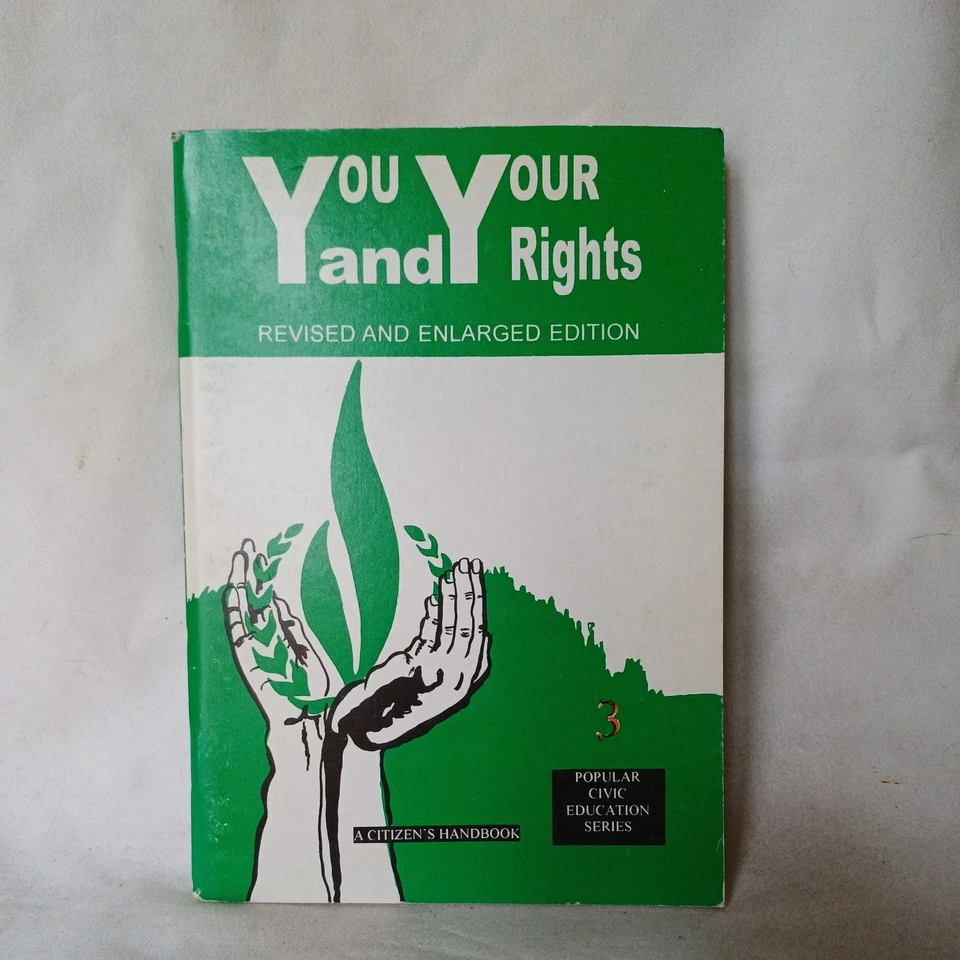 YOU and YOUR Rights
REVISED AND ENLARGED EDITION
3
POPULAR
CIVIC
EDUCATION
SERIES
A CITIZEN`S HANDBOOK